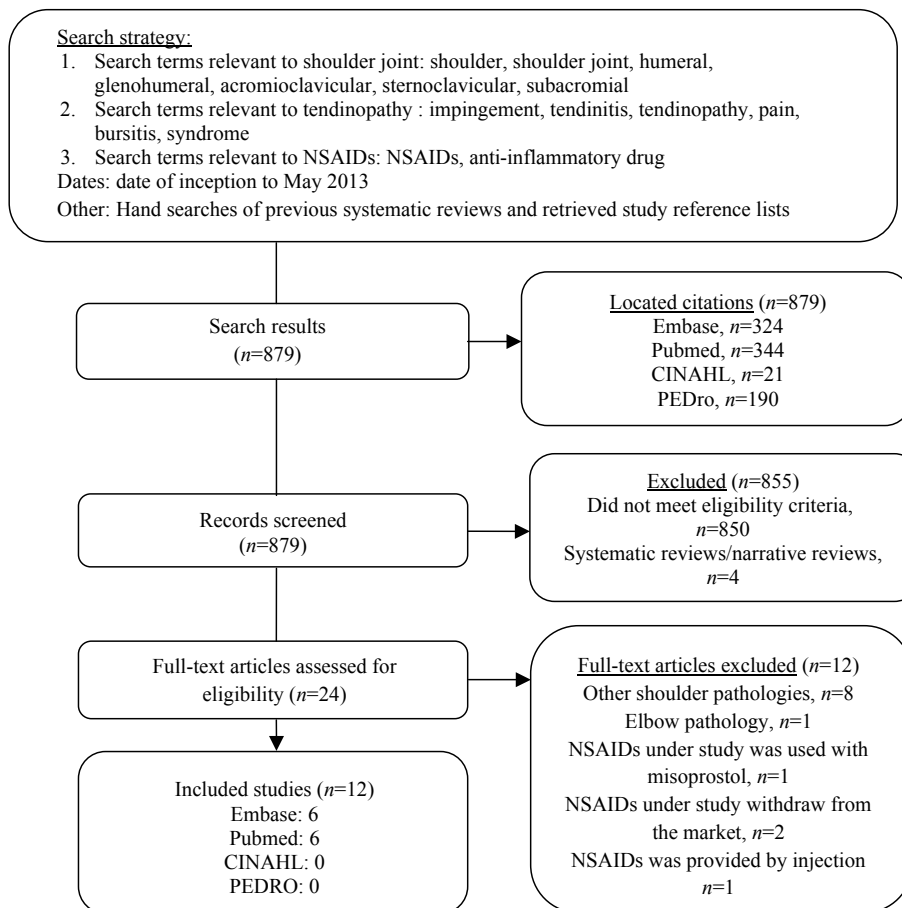 Search strategy:
1. Search terms relevant to shoulder joint: shoulder, shoulder joint, humeral,
glenohumeral, acromioclavicular, sternoclavicular, subacromial
2. Search terms relevant to tendinopathy : impingement, tendinitis, tendinopathy, pain,
bursitis, syndrome
3. Search terms relevant to NSAIDs: NSAIDs, anti-inflammatory drug
Dates: date of inception to May 2013
Other: Hand searches of previous systematic reviews and retrieved study reference lists
Search results
(n=879)
Located citations (n=879)
Embase, n=324
Pubmed, n=344
CINAHL, n=21
PEDro, n=190
Records screened
(n=879)
Excluded (n=855)
Did not meet eligibility criteria,
n=850
Systematic reviews/narrative reviews,
n=4
Full-text articles assessed for
eligibility (n=24)
Full-text articles excluded (n=12)
Other shoulder pathologies, n=8
Elbow pathology, n=1
NSAIDs under study was used with
misoprostol, n=1
NSAIDs under study withdraw from
the market, n=2
NSAIDs was provided by injection
n=1
Included studies (n=12)
Embase: 6
Pubmed: 6
CINAHL: 0
PEDRO: 0